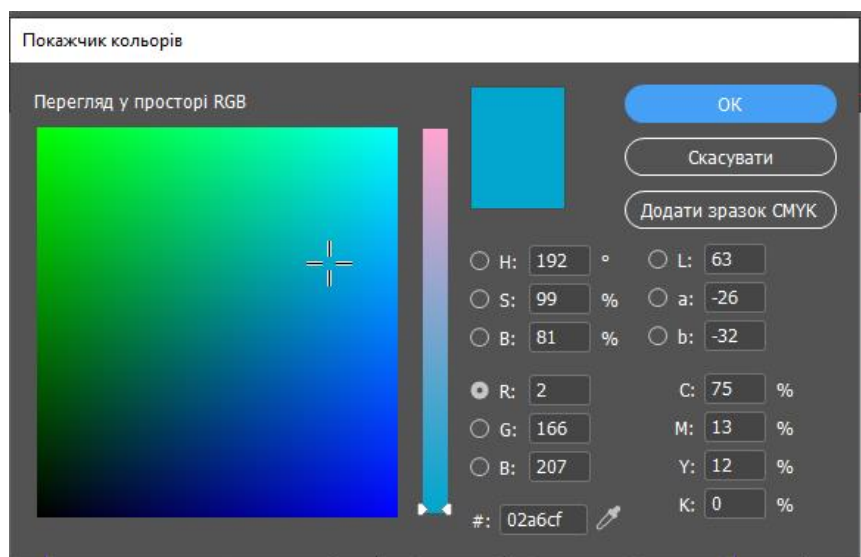 Покажчик кольорів
Перегляд у просторі RGB
ОК
Скасувати
Додати зразок CMYK
H: 192 °
L: 63
S: 99 %
a: -26
B: 81 %
b: -32
R: 2
C: 75 %
G: 166
M: 13 %
B: 207
Y: 12 %
#: 02a6cf
K: 0 %